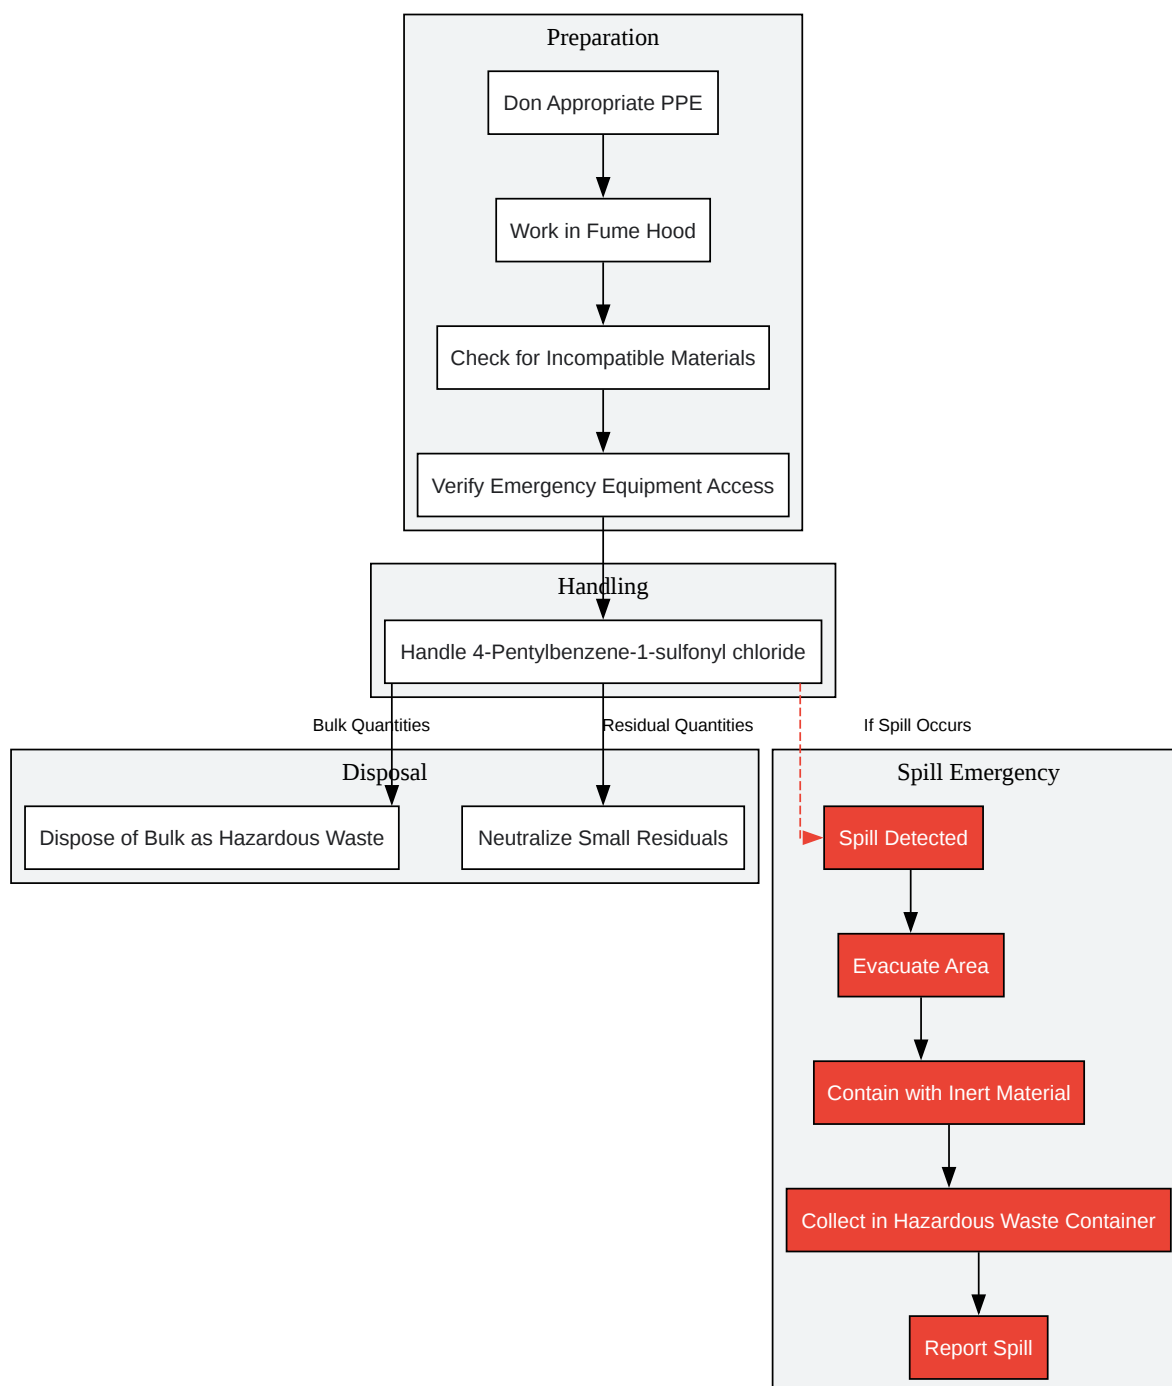 Preparation
Don Appropriate PPE
Work in Fume Hood
Check for Incompatible Materials
Verify Emergency Equipment Access
Handling
Handle 4-Pentylbenzene-1-sulfonyl chloride
Bulk Quantities
Residual Quantities
If Spill Occurs
Disposal
Dispose of Bulk as Hazardous Waste
Neutralize Small Residuals
Spill Emergency
Spill Detected
Evacuate Area
Contain with Inert Material
Collect in Hazardous Waste Container
Report Spill